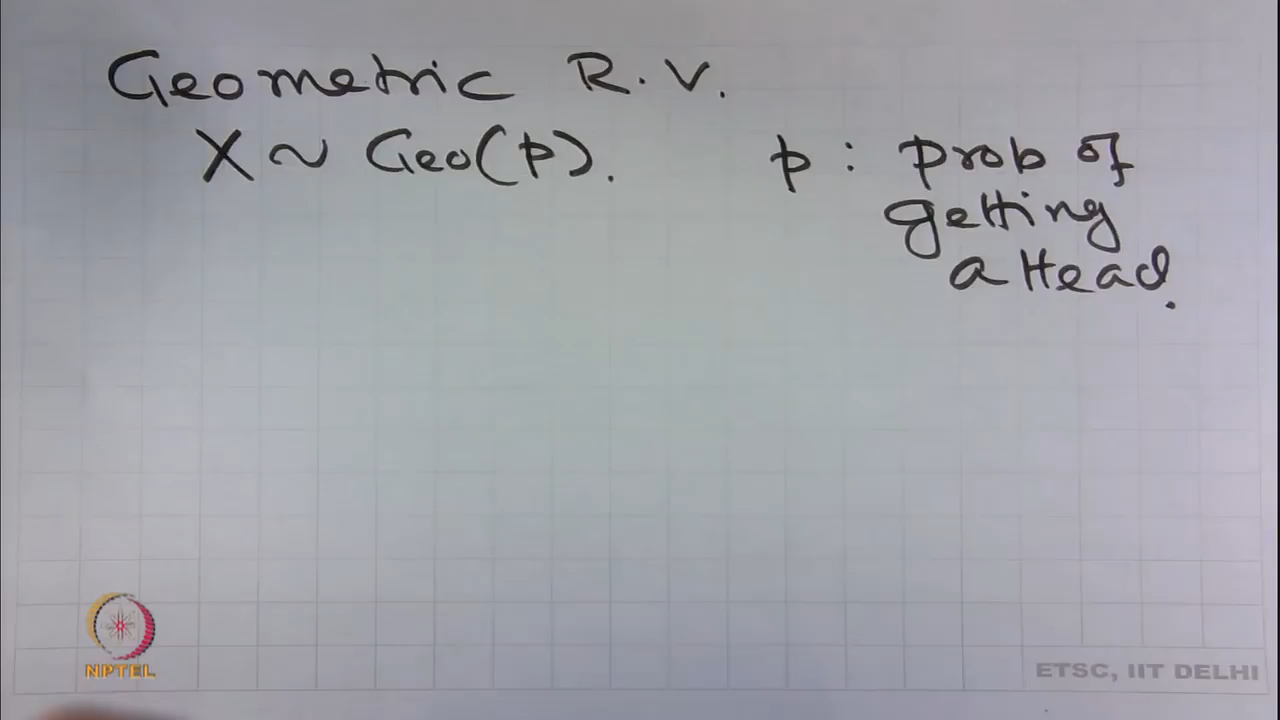 Geometric R.V.
X ~ Geo(p).
p : prob of
getting
a Head.
NPTEL
ETSC, IIT DELHI